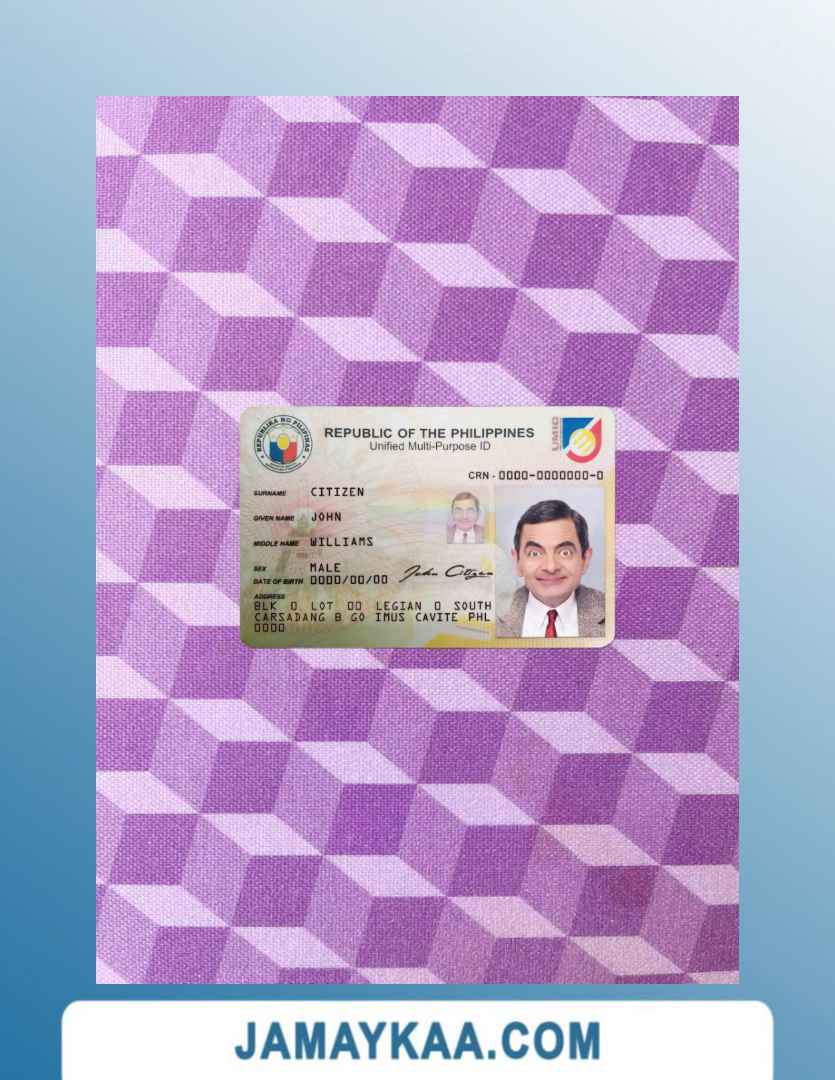 REPUBLIKA NG PILIPINAS
REPUBLIC OF THE PHILIPPINES
Unified Multi-Purpose ID
UMID
CRN - 0000-0000000-0
SURNAME CITIZEN
GIVEN NAME JOHN
MIDDLE NAME WILLIAMS
SEX MALE
DATE OF BIRTH 0000/00/00
John Citizen
ADDRESS
BLK 0 LOT 00 LEGIAN 0 SOUTH
CARSADANG B GO IMUS CAVITE PHL
0000
JAMAYKAA.COM